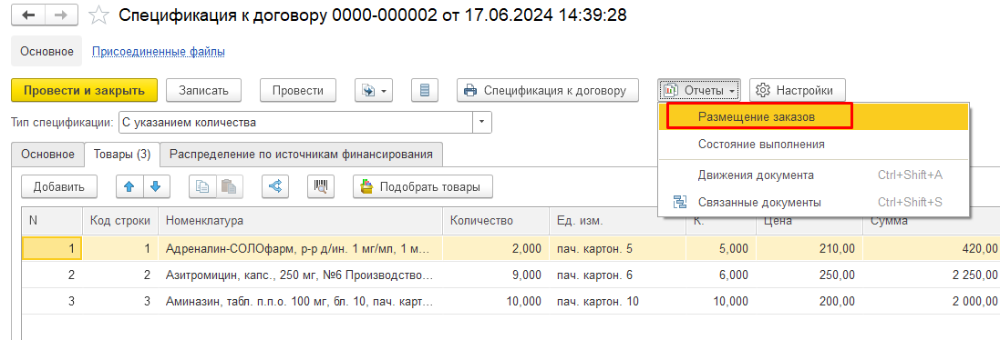 Спецификация к договору 0000-000002 от 17.06.2024 14:39:28
Основное Присоединенные файлы
Провести и закрыть Записать Провести Спецификация к договору Отчеты Настройки
Тип спецификации: С указанием количества
Размещение заказов
Состояние выполнения
Движения документа Ctrl+Shift+A
Связанные документы Ctrl+Shift+S
Основное Товары (3) Распределение по источникам финансирования
Добавить Подобрать товары
N Код строки Номенклатура Количество Ед. изм. К. Цена Сумма
1 1 Адреналин-СОЛОфарм, р-р д/ин. 1 мг/мл, 1 м... 2,000 пач. картон. 5 5,000 210,00 420,00
2 2 Азитромицин, капс., 250 мг, №6 Производство... 9,000 пач. картон. 6 6,000 250,00 2 250,00
3 3 Аминазин, табл. п.п.о. 100 мг, бл. 10, пач. карт... 10,000 пач. картон. 10 10,000 200,00 2 000,00